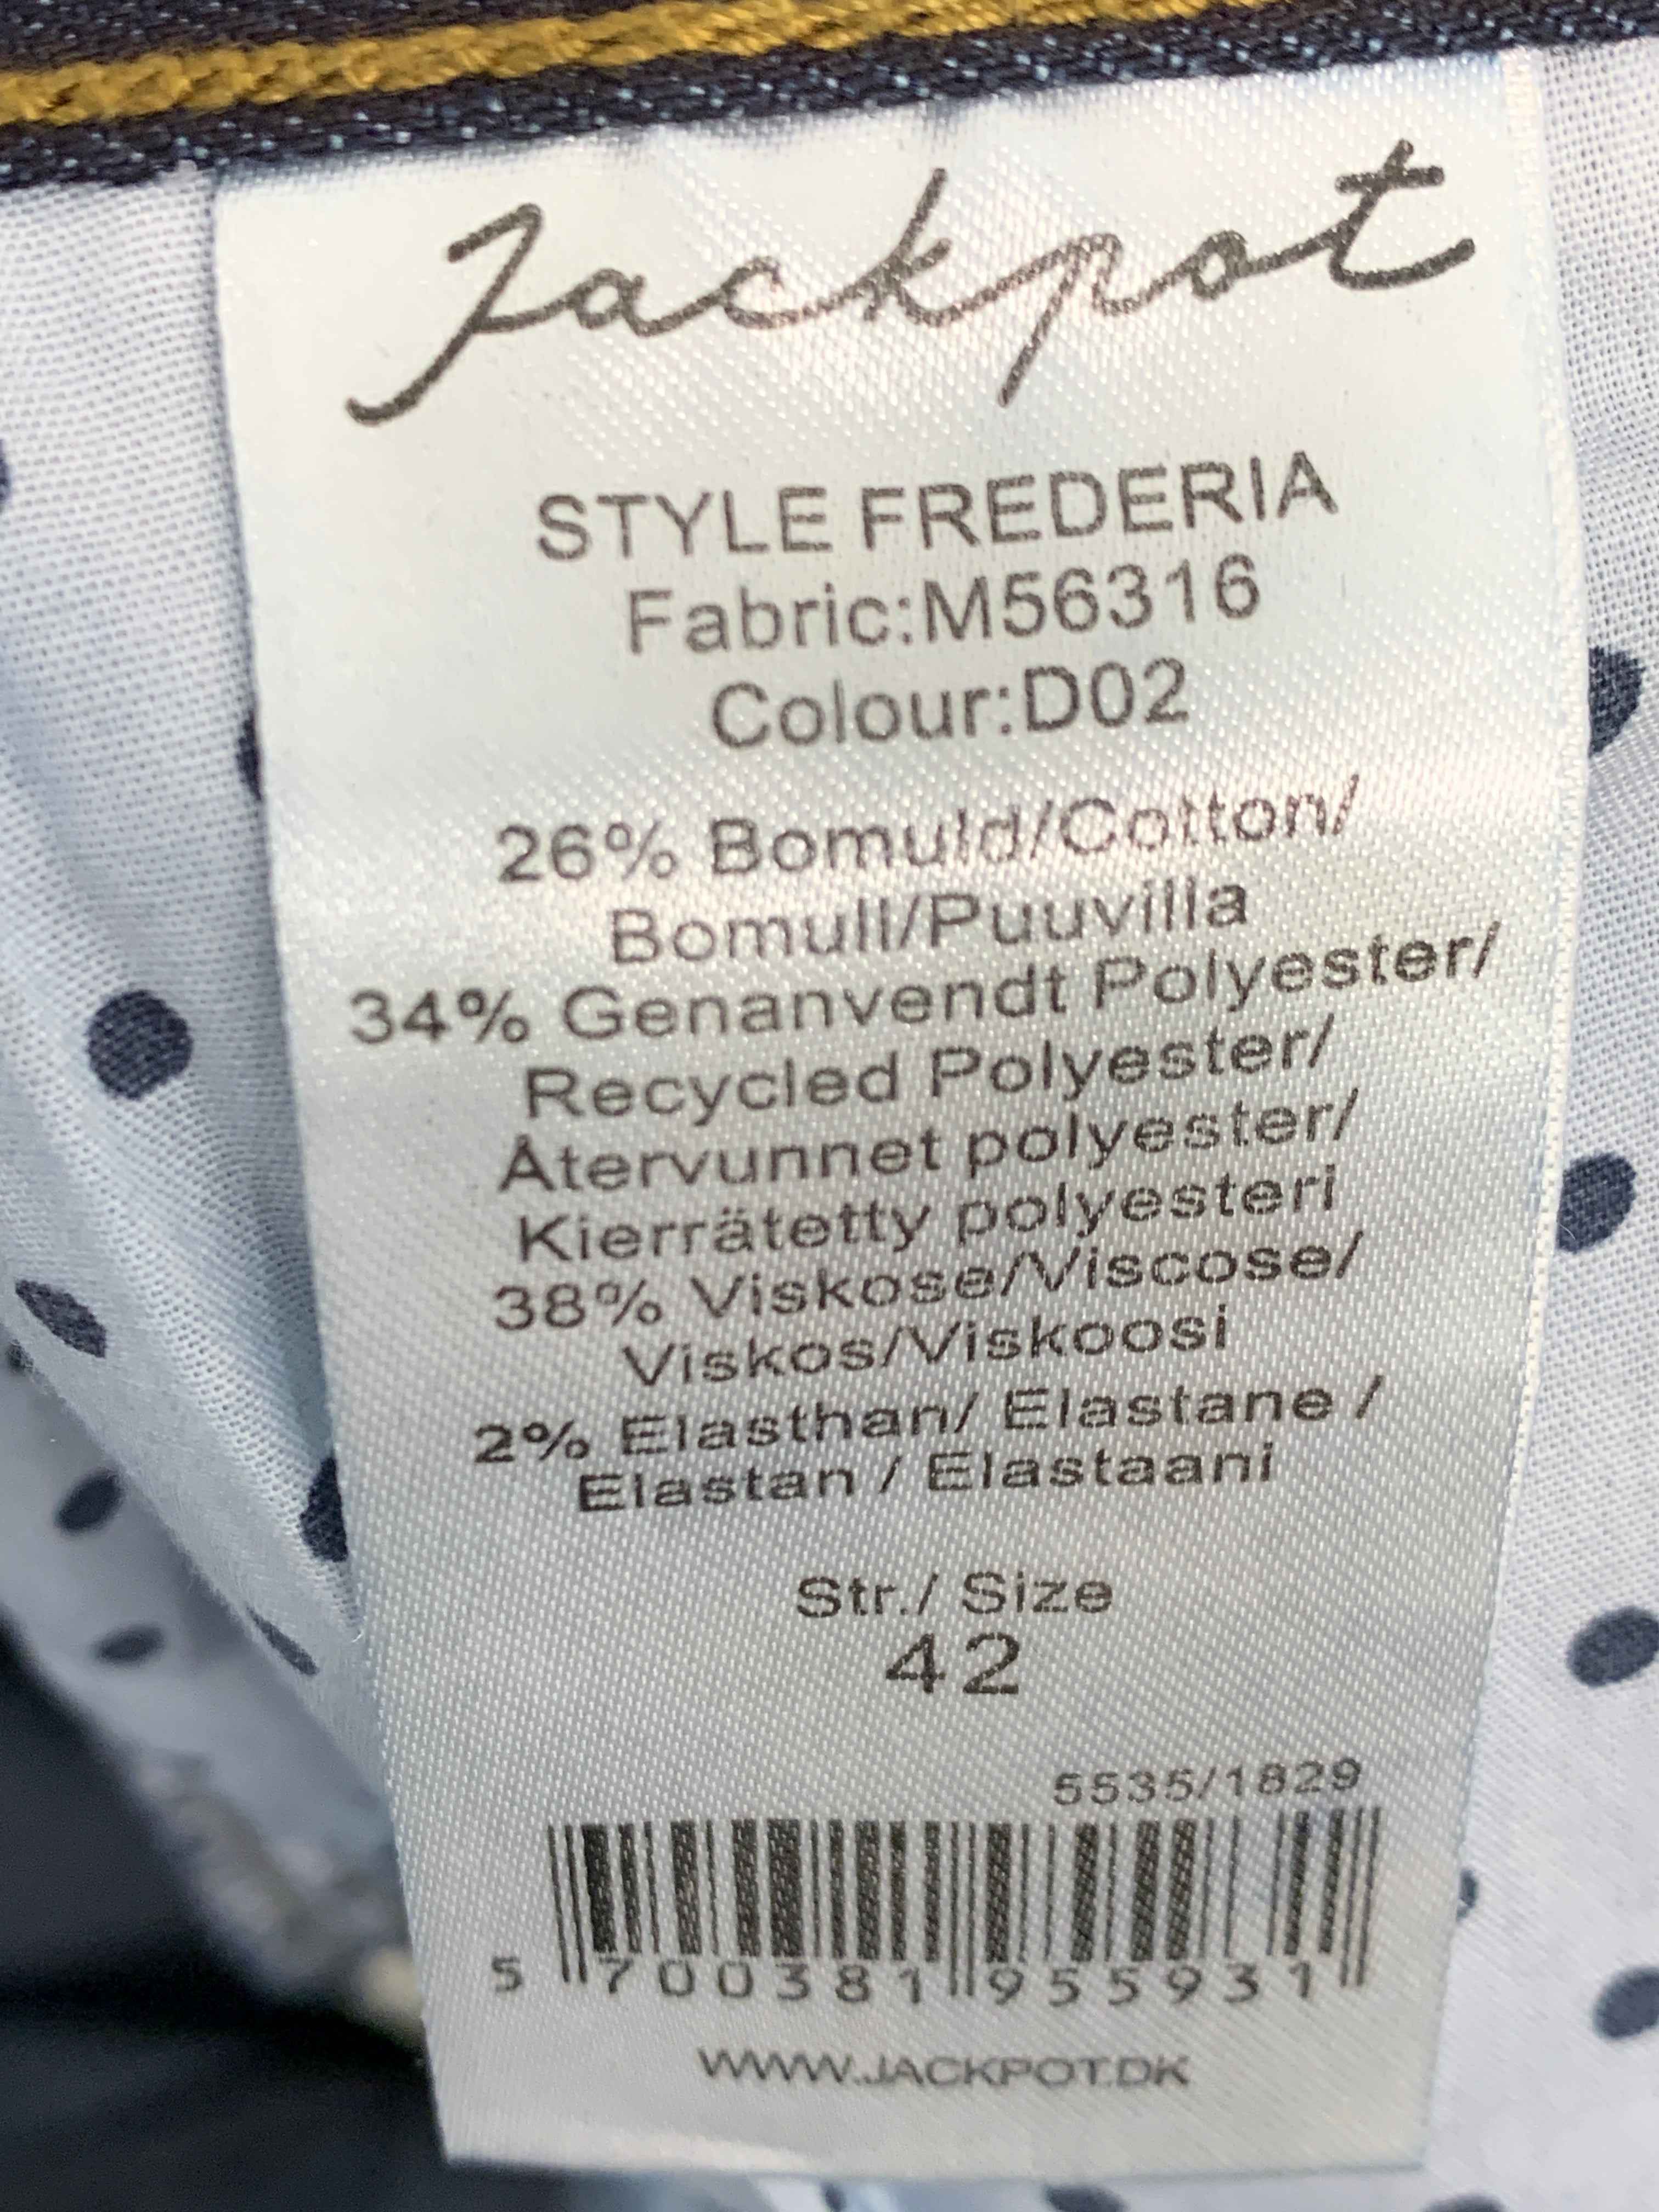 Jackpot
STYLE FREDERIA
Fabric:M56316
Colour:D02
26% Bomuld/Cotton/
Bomull/Puuvilla
34% Genanvendt Polyester/
Recycled Polyester/
Återvunnet polyester/
Kierrätetty polyesteri
38% Viskose/Viscose/
Viskos/Viskoosi
2% Elasthan/ Elastane /
Elastan / Elastaani
Str./ Size
42
5535/1829
5 700381 955931
WWW.JACKPOT.DK